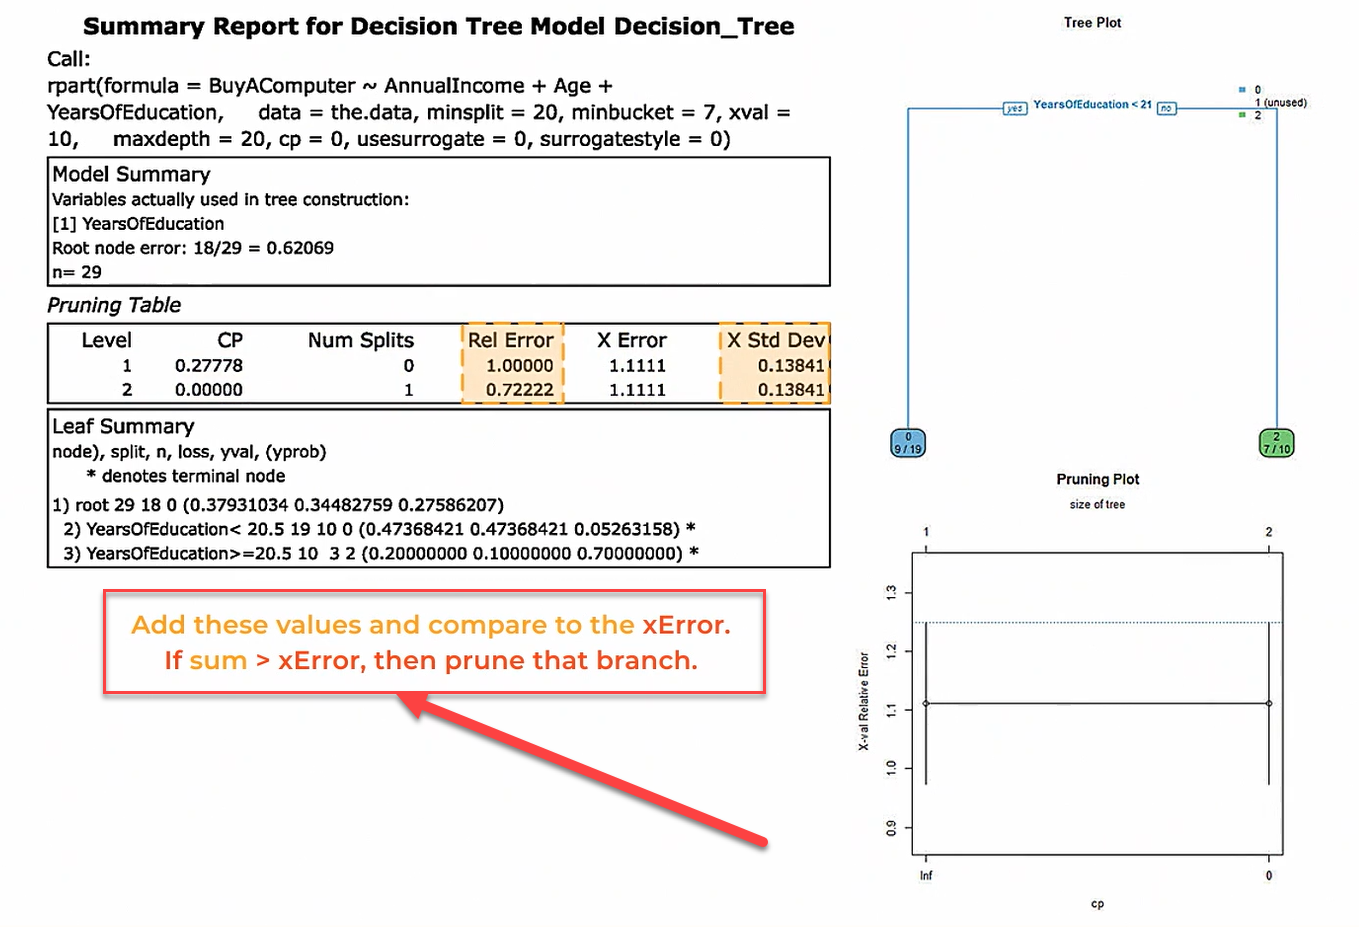 Summary Report for Decision Tree Model Decision_Tree
Call:
rpart(formula = BuyAComputer ~ AnnualIncome + Age +
YearsOfEducation, data = the.data, minsplit = 20, minbucket = 7, xval =
10, maxdepth = 20, cp = 0, usesurrogate = 0, surrogatestyle = 0)
Model Summary
Variables actually used in tree construction:
[1] YearsOfEducation
Root node error: 18/29 = 0.62069
n= 29
Pruning Table
Level CP Num Splits Rel Error X Error X Std Dev
1 0.27778 0 1.00000 1.1111 0.13841
2 0.00000 1 0.72222 1.1111 0.13841
Leaf Summary
node), split, n, loss, yval, (yprob)
* denotes terminal node
1) root 29 18 0 (0.37931034 0.34482759 0.27586207)
2) YearsOfEducation< 20.5 19 10 0 (0.47368421 0.47368421 0.05263158) *
3) YearsOfEducation>=20.5 10 3 2 (0.20000000 0.10000000 0.70000000) *
Add these values and compare to the xError.
If sum > xError, then prune that branch.
Tree Plot
yes YearsOfEducation < 21 no
0
1 (unused)
2
0
9 / 19
2
7 / 10
Pruning Plot
size of tree
1 2
X-val Relative Error
1.3
1.2
1.1
1.0
0.9
Inf 0
cp